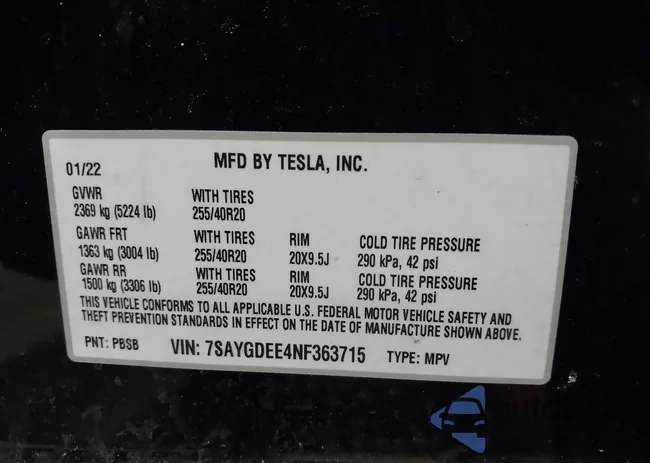 01/22 MFD BY TESLA, INC.
GVWR WITH TIRES
2369 kg (5224 lb) 255/40R20
GAWR FRT WITH TIRES RIM COLD TIRE PRESSURE
1363 kg (3004 lb) 255/40R20 20X9.5J 290 kPa, 42 psi
GAWR RR WITH TIRES RIM COLD TIRE PRESSURE
1500 kg (3306 lb) 255/40R20 20X9.5J 290 kPa, 42 psi
THIS VEHICLE CONFORMS TO ALL APPLICABLE U.S. FEDERAL MOTOR VEHICLE SAFETY AND
THEFT PREVENTION STANDARDS IN EFFECT ON THE DATE OF MANUFACTURE SHOWN ABOVE.
PNT: PBSB VIN: 7SAYGDEE4NF363715 TYPE: MPV